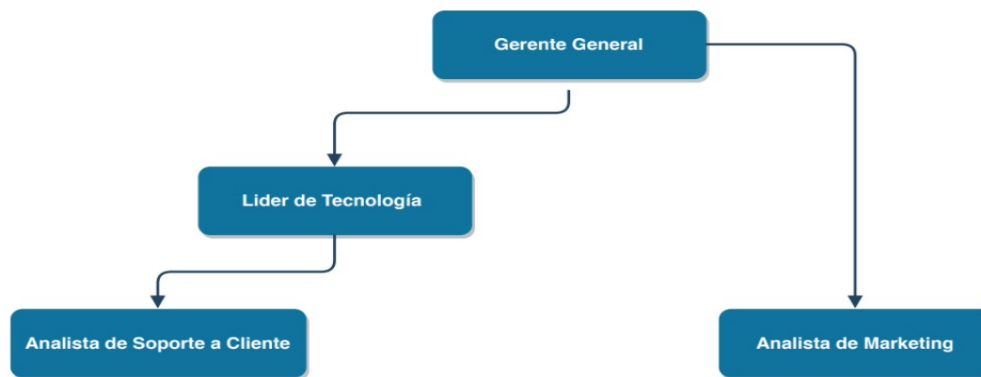 Gerente General
Lider de Tecnología
Analista de Soporte a Cliente
Analista de Marketing